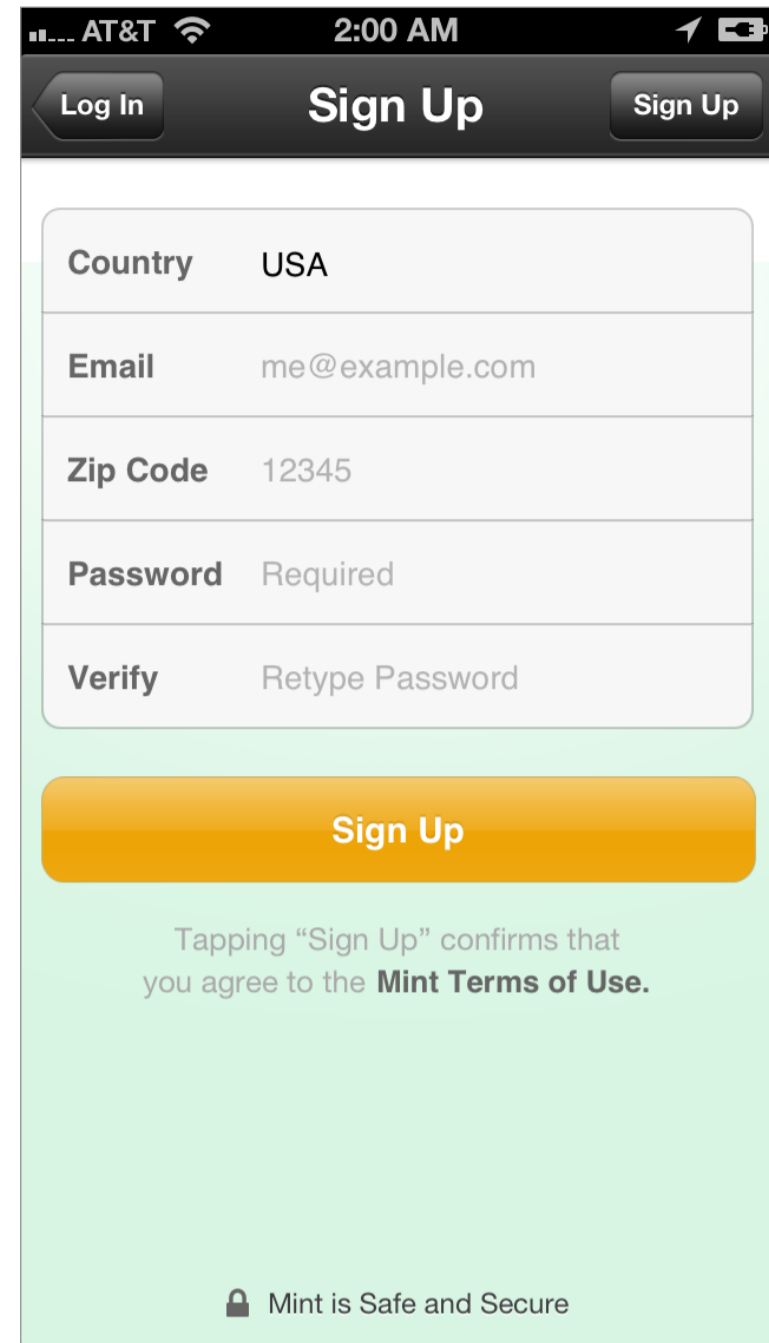 AT&T 2:00 AM
Log In Sign Up Sign Up
Country USA
Email me@example.com
Zip Code 12345
Password Required
Verify Retype Password
Sign Up
Tapping “Sign Up” confirms that
you agree to the Mint Terms of Use.
Mint is Safe and Secure